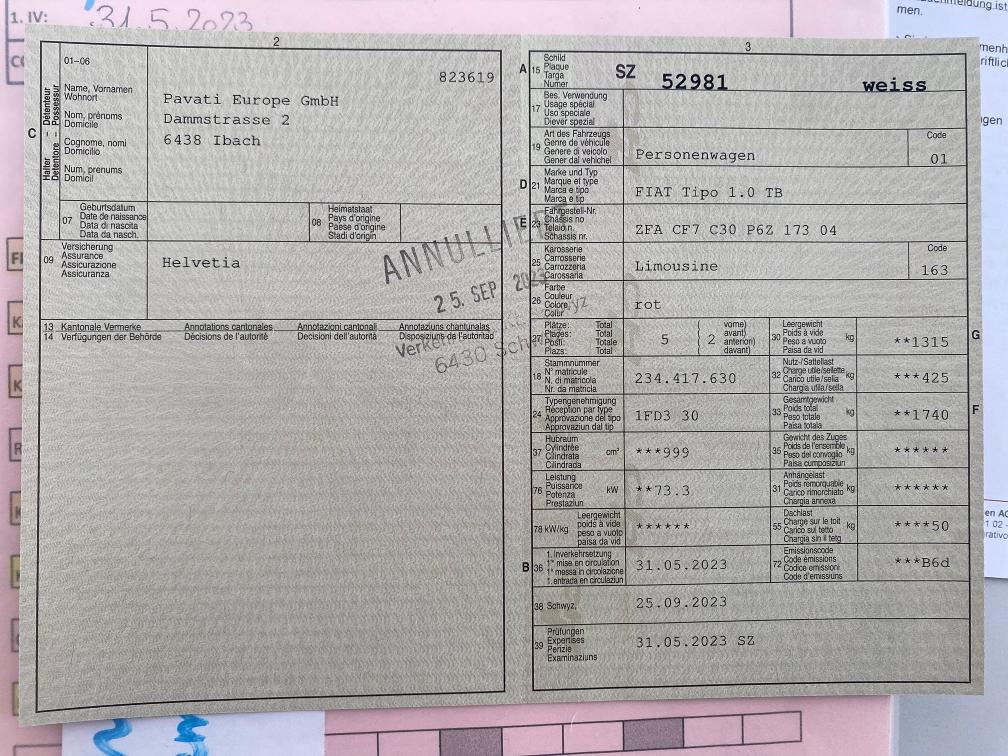 1. IV:
31.5.2023
men.
2
01–06
Détenteur
Possessur
C
Halter
Detentore
Name, Vornamen
Wohnort
Nom, prénoms
Domicile
Cognome, nomi
Domicilio
Num, prenums
Domicil
823619
Pavati Europe GmbH
Dammstrasse 2
6438 Ibach
07
Geburtsdatum
Date de naissance
Data di nascita
Data da nasch.
08
Heimatstaat
Pays d'origine
Paese d'origine
Stadi d'origin
09
Versicherung
Assurance
Assicurazione
Assicuranza
Helvetia
ANNULLIERT
25. SEP. 2023
13 Kantonale Vermerke Annotations cantonales Annotazioni cantonali Annotaziuns chantunalas
14 Verfügungen der Behörde Décisions de l'autorité Decisioni dell'autorità Disposiziuns da l'autoritad
6430 Schwyz
3
A 15
Schild
Plaque
Targa
Numer
SZ 52981 weiss
17
Bes. Verwendung
Usage spécial
Uso speciale
Diever spezial
19
Art des Fahrzeugs
Genre de véhicule
Genere di veicolo
Gener dal vehichel
Personenwagen
Code
01
D 21
Marke und Typ
Marque et type
Marca e tipo
Marca e tip
FIAT Tipo 1.0 TB
E 23
Fahrgestell-Nr.
Châssis no
Telaio n.
Schassis nr.
ZFA CF7 C30 P6Z 173 04
25
Karosserie
Carrosserie
Carrozzeria
Carossaria
Limousine
Code
163
26
Farbe
Couleur
Colore
Calur
rot
27
Plätze: Total
Places: Total
Posti: Totale
Plazs: Total
5
( vorne)
2 avant)
( anterion)
davant)
30
Leergewicht
Poids à vide
Peso a vuoto
Paisa da vid
kg
**1315
G
18
Stammnummer
N° matricule
N. di matricola
Nr. da matricla
234.417.630
32
Nutz-/Sattellast
Charge utile/sellette
Carico utile/sella
Chargia utila/sella
kg
***425
24
Typengenehmigung
Réception par type
Approvazione del tipo
Approvaziun dal tip
1FD3 30
33
Gesamtgewicht
Poids total
Peso totale
Paisa totala
kg
**1740
F
37
Hubraum
Cylindrée
Cilindrata
Cilindrada
cm³
***999
35
Gewicht des Zuges
Poids de l'ensemble
Peso del convoglio
Paisa cumposiziun
kg
******
76
Leistung
Puissance
Potenza
Prestaziun
kW
**73.3
31
Anhängelast
Poids remorquable
Carico rimorchiato
Chargia annexa
kg
******
78 kW/kg
Leergewicht
poids à vide
peso a vuoto
paisa da vid
******
55
Dachlast
Charge sur le toit
Carico sul tetto
Chargia sin il tetg
kg
****50
B 36
1. Inverkehrsetzung
1re mise en circulation
1a messa in circolazione
1. entrada en circulaziun
31.05.2023
72
Emissionscode
Code émissions
Codice emissioni
Code d'emissiuns
***B6d
38 Schwyz,
25.09.2023
39
Prüfungen
Expertises
Perizie
Examinaziuns
31.05.2023 SZ